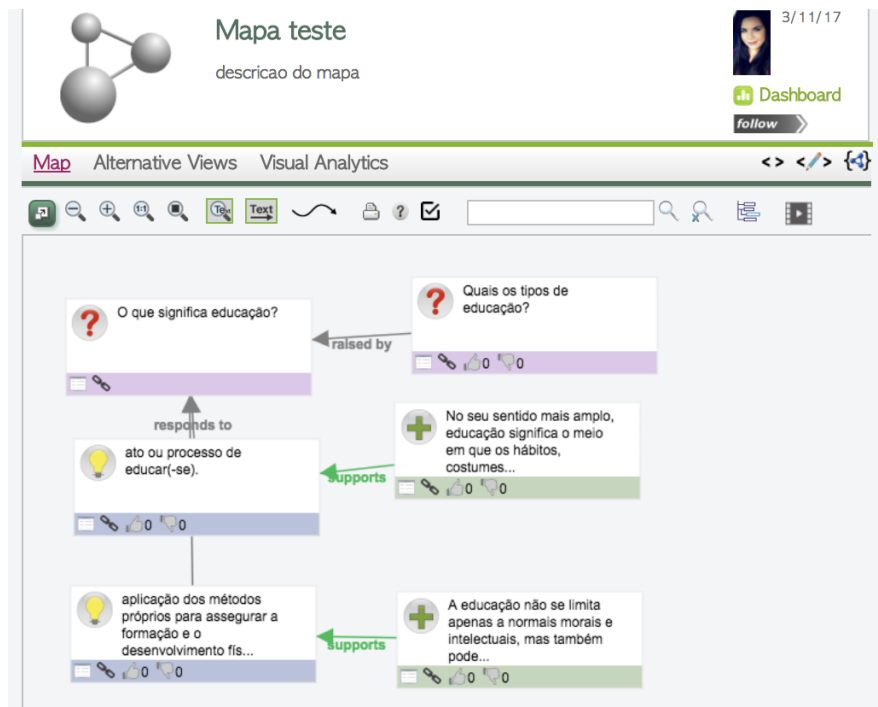 Mapa teste
descricao do mapa
3/11/17
Dashboard
follow
Map Alternative Views Visual Analytics
1:1
Text
Text
?
O que significa educação?
Quais os tipos de
educação?
raised by
0 0
responds to
ato ou processo de
educar(-se).
0 0
No seu sentido mais amplo,
educação significa o meio
em que os hábitos,
costumes...
supports
0 0
aplicação dos métodos
próprios para assegurar a
formação e o
desenvolvimento fís...
0 0
A educação não se limita
apenas a normais morais e
intelectuais, mas também
pode...
supports
0 0